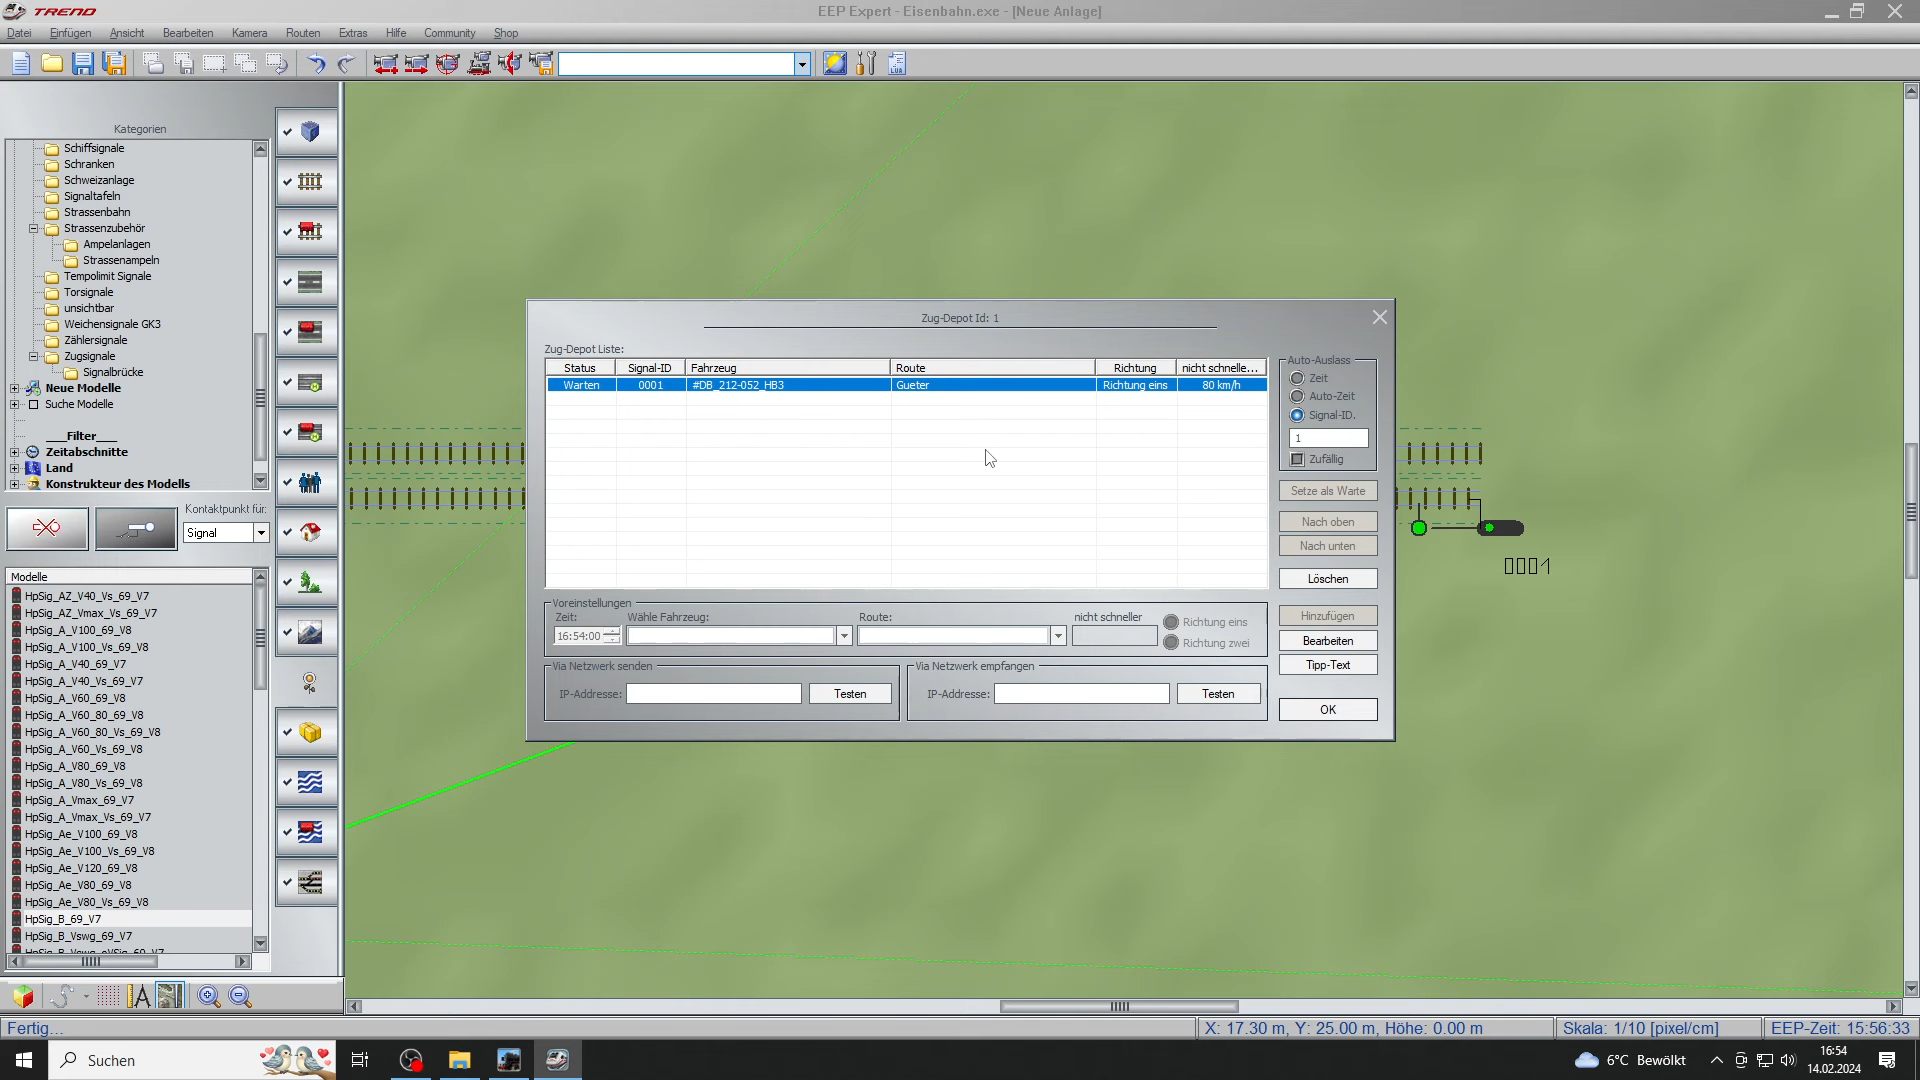 TREND
EEP Expert - Eisenbahn.exe - [Neue Anlage]
Datei Einfügen Ansicht Bearbeiten Kamera Routen Extras Hilfe Community Shop
LUA
Kategorien
Schiffsignale
Schranken
Schweizanlage
Signaltafeln
Strassenbahn
Strassenzubehör
Ampelanlagen
Strassenampeln
Tempolimit Signale
Torsignale
unsichtbar
Weichensignale GK3
Zählersignale
Zugsignale
Signalbrücke
Neue Modelle
Suche Modelle
___Filter____
Zeitabschnitte
Land
Konstrukteur des Modells
Kontaktpunkt für:
Signal
Modelle
HpSig_AZ_V40_Vs_69_V7
HpSig_AZ_Vmax_Vs_69_V7
HpSig_A_V100_69_V8
HpSig_A_V100_Vs_69_V8
HpSig_A_V40_69_V7
HpSig_A_V40_Vs_69_V7
HpSig_A_V60_69_V8
HpSig_A_V60_80_69_V8
HpSig_A_V60_80_Vs_69_V8
HpSig_A_V60_Vs_69_V8
HpSig_A_V80_69_V8
HpSig_A_V80_Vs_69_V8
HpSig_A_Vmax_69_V7
HpSig_A_Vmax_Vs_69_V7
HpSig_Ae_V100_69_V8
HpSig_Ae_V100_Vs_69_V8
HpSig_Ae_V120_69_V8
HpSig_Ae_V80_69_V8
HpSig_Ae_V80_Vs_69_V8
HpSig_B_69_V7
HpSig_B_Vswg_69_V7
Zug-Depot Id: 1
Zug-Depot Liste:
Status Signal-ID Fahrzeug Route Richtung nicht schnelle...
Warten 0001 #DB_212-052_HB3 Gueter Richtung eins 80 km/h
Auto-Auslass
Zeit
Auto-Zeit
Signal-ID.
1
Zufällig
Setze als Warte
Nach oben
Nach unten
Löschen
Hinzufügen
Bearbeiten
Tipp-Text
OK
Voreinstellungen
Zeit: Wähle Fahrzeug: Route: nicht schneller
16:54:00
Richtung eins
Richtung zwei
Via Netzwerk senden
IP-Addresse: Testen
Via Netzwerk empfangen
IP-Addresse: Testen
0001
Fertig...
X: 17.30 m, Y: 25.00 m, Höhe: 0.00 m
Skala: 1/10 [pixel/cm]
EEP-Zeit: 15:56:33
Suchen
6°C Bewölkt
16:54
14.02.2024